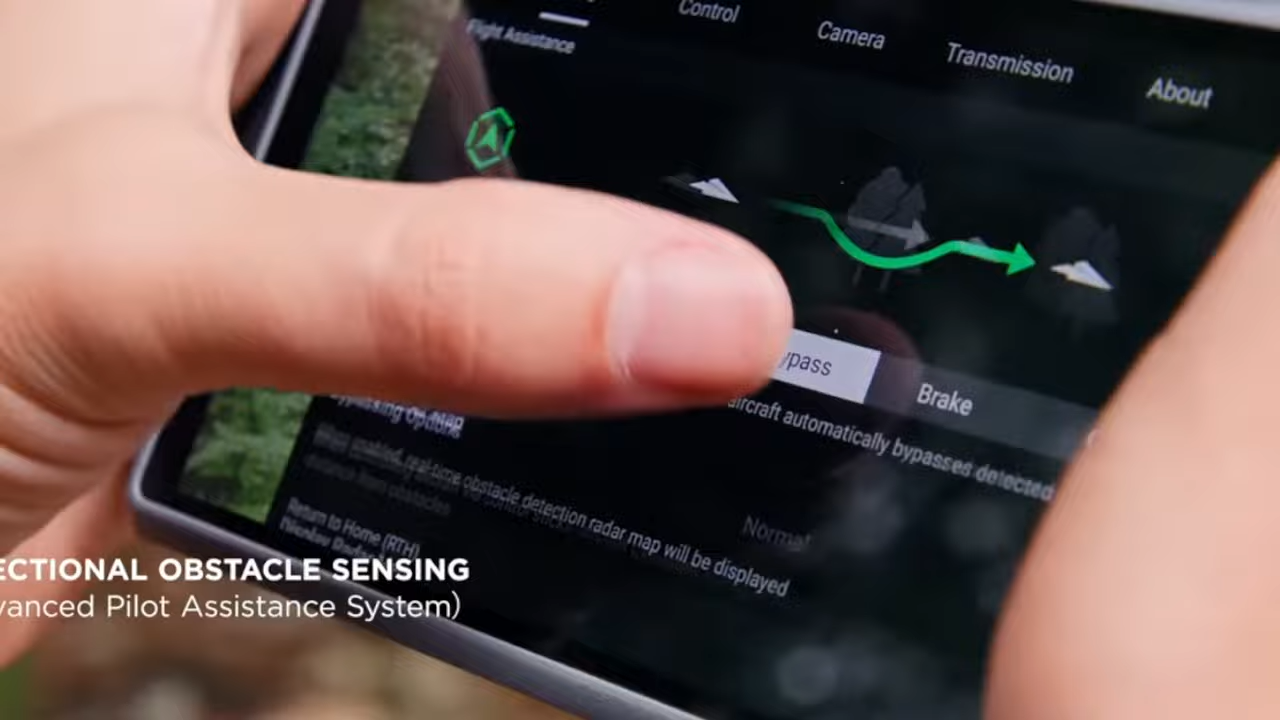 Control
Camera
Transmission
About
Flight Assistance
ypass
Brake
aircraft automatically bypasses detected
Options
When enabled, real-time obstacle detection radar map will be displayed
Normal
Return to Home (RTH)
ECTIONAL OBSTACLE SENSING
vanced Pilot Assistance System)